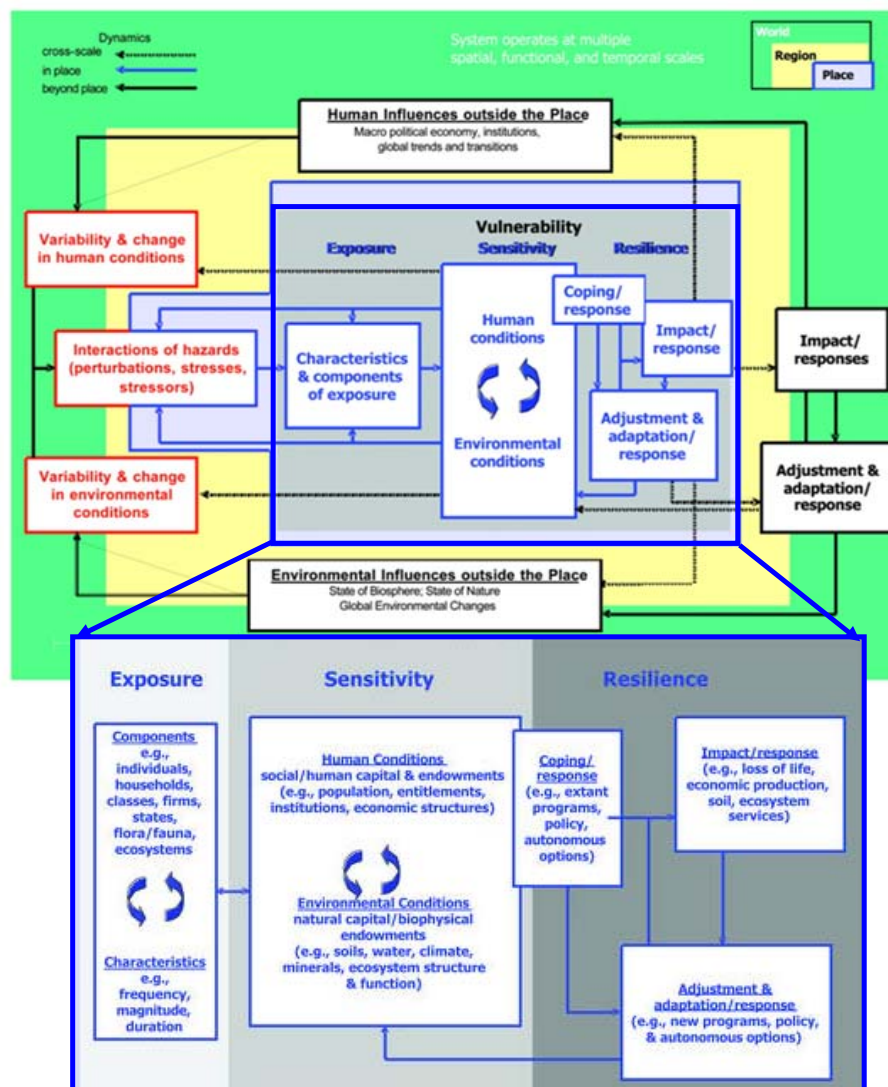 Dynamics
cross-scale
in place
beyond place
System operates at multiple
spatial, functional, and temporal scales
World
Region
Place
Human Influences outside the Place
Macro political economy, institutions,
global trends and transitions
Variability & change
in human conditions
Interactions of hazards
(perturbations, stresses,
stressors)
Variability & change
in environmental
conditions
Vulnerability
Exposure
Sensitivity
Resilience
Characteristics
& components
of exposure
Human
conditions
Environmental
conditions
Coping/
response
Impact/
response
Adjustment &
adaptation/
response
Impact/
responses
Adjustment &
adaptation/
response
Environmental Influences outside the Place
State of Biosphere; State of Nature
Global Environmental Changes
Exposure
Sensitivity
Resilience
Components
e.g.,
individuals,
households,
classes, firms,
states,
flora/fauna,
ecosystems
Characteristics
e.g.,
frequency,
magnitude,
duration
Human Conditions
social/human capital & endowments
(e.g., population, entitlements,
institutions, economic structures)
Environmental Conditions
natural capital/biophysical
endowments
(e.g., soils, water, climate,
minerals, ecosystem structure
& function)
Coping/
response
(e.g., extant
programs,
policy,
autonomous
options)
Impact/response
(e.g., loss of life,
economic production,
soil, ecosystem
services)
Adjustment &
adaptation/response
(e.g., new programs, policy,
& autonomous options)